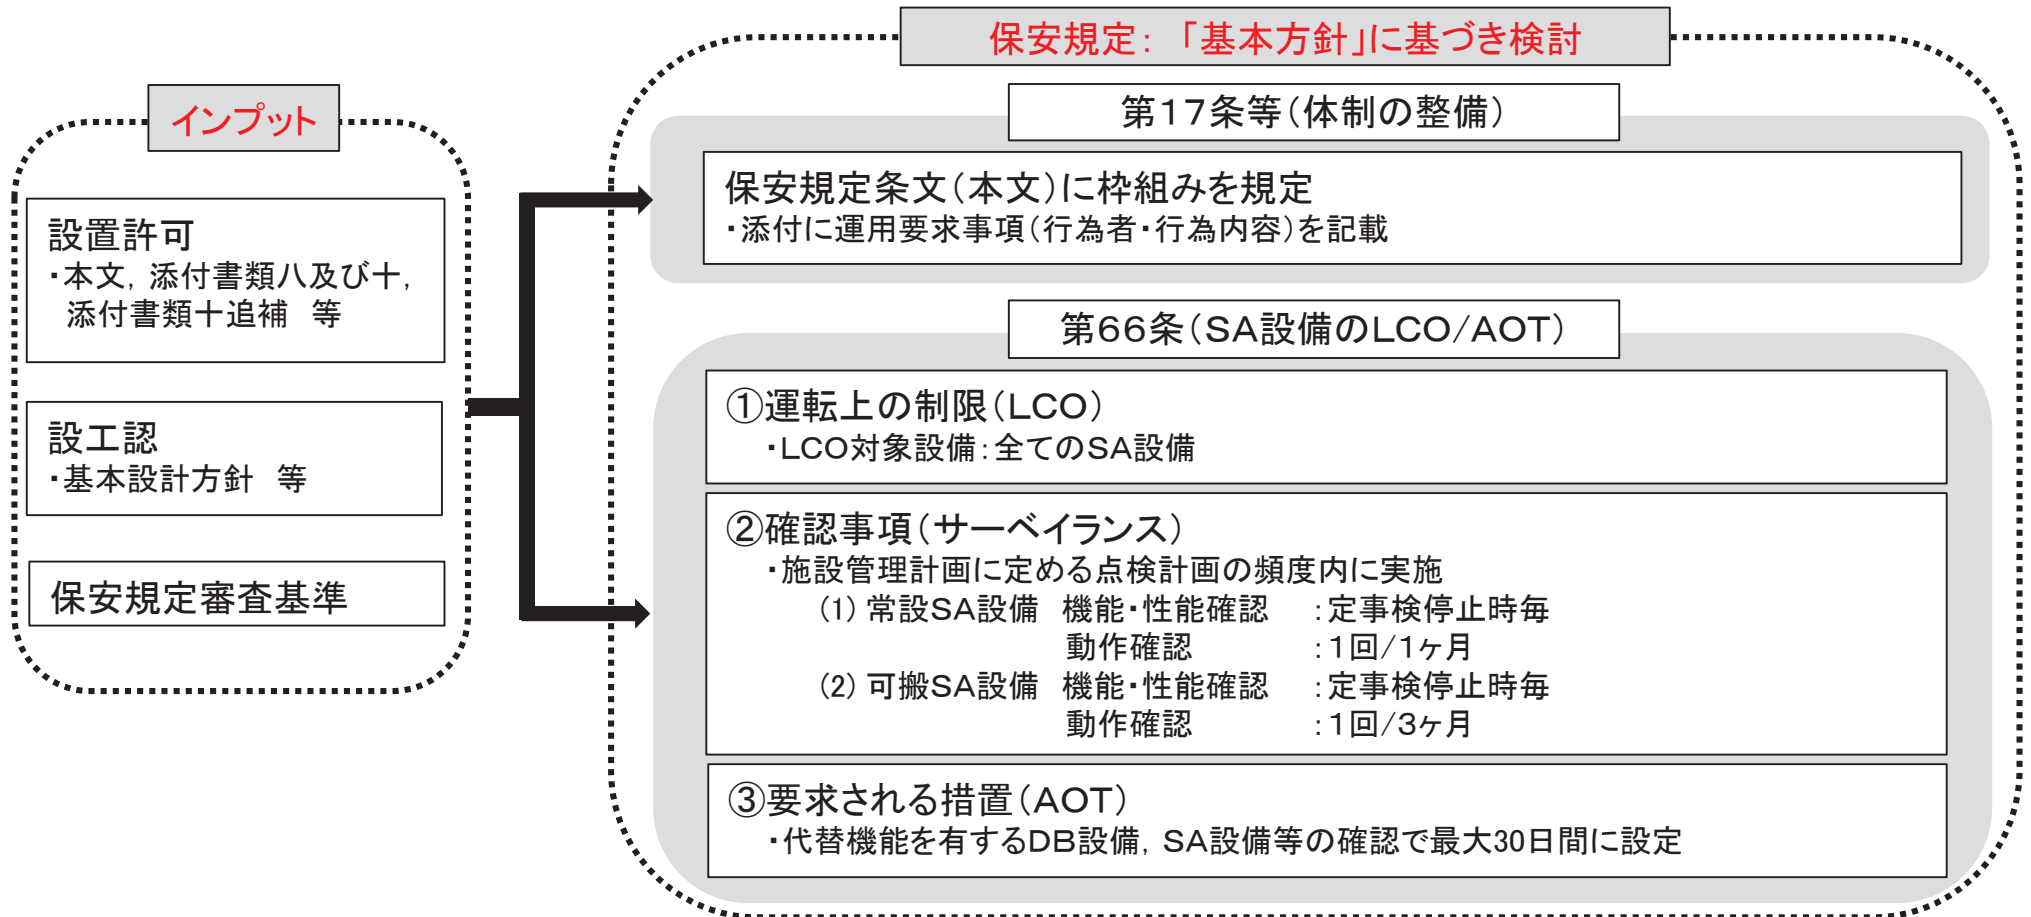 インプット
設置許可
・本文，添付書類八及び十，
添付書類十追補　等
設工認
・基本設計方針　等
保安規定審査基準
保安規定：「基本方針」に基づき検討
第１７条等（体制の整備）
保安規定条文（本文）に枠組みを規定
・添付に運用要求事項（行為者・行為内容）を記載
第６６条（ＳＡ設備のＬＣＯ/ＡＯＴ）
①運転上の制限（ＬＣＯ）
・ＬＣＯ対象設備：全てのＳＡ設備
②確認事項（サーベイランス）
・施設管理計画に定める点検計画の頻度内に実施
(1) 常設ＳＡ設備　機能・性能確認　：定事検停止時毎
動作確認　：１回/１ヶ月
(2) 可搬ＳＡ設備　機能・性能確認　：定事検停止時毎
動作確認　：１回/３ヶ月
③要求される措置（ＡＯＴ）
・代替機能を有するＤＢ設備，ＳＡ設備等の確認で最大30日間に設定